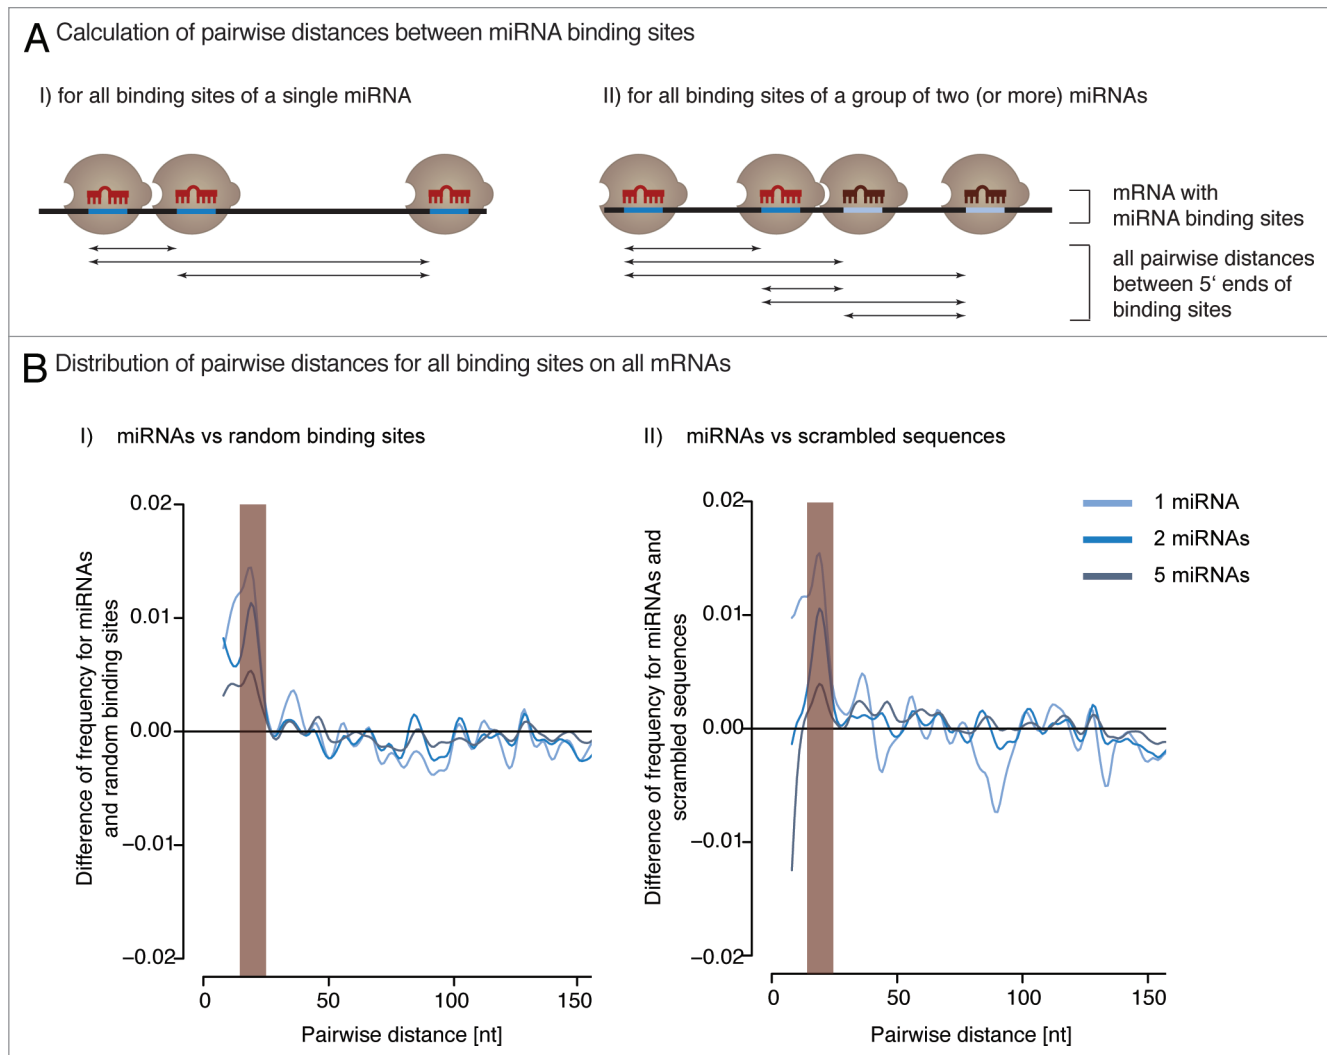 A Calculation of pairwise distances between miRNA binding sites
I) for all binding sites of a single miRNA
II) for all binding sites of a group of two (or more) miRNAs
mRNA with
miRNA binding sites
all pairwise distances
between 5‘ ends of
binding sites
B Distribution of pairwise distances for all binding sites on all mRNAs
I) miRNAs vs random binding sites
Difference of frequency for miRNAs
and random binding sites
0.02
0.01
0.00
−0.01
−0.02
0 50 100 150
Pairwise distance [nt]
II) miRNAs vs scrambled sequences
Difference of frequency for miRNAs and
scrambled sequences
0.02
0.01
0.00
−0.01
−0.02
0 50 100 150
Pairwise distance [nt]
1 miRNA
2 miRNAs
5 miRNAs